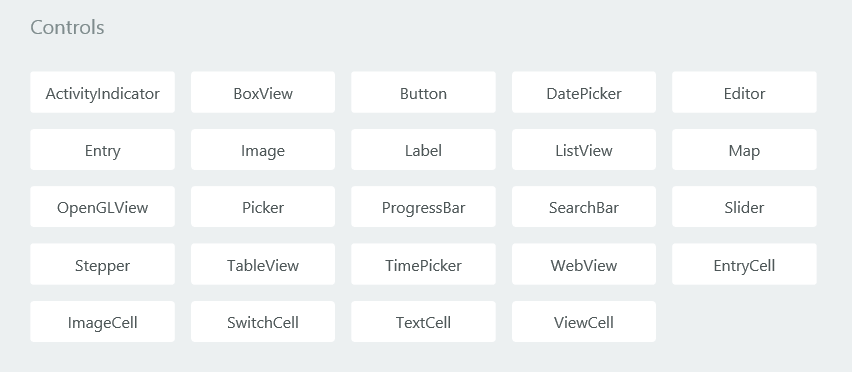 Controls
ActivityIndicator BoxView Button DatePicker Editor
Entry Image Label ListView Map
OpenGLView Picker ProgressBar SearchBar Slider
Stepper TableView TimePicker WebView EntryCell
ImageCell SwitchCell TextCell ViewCell